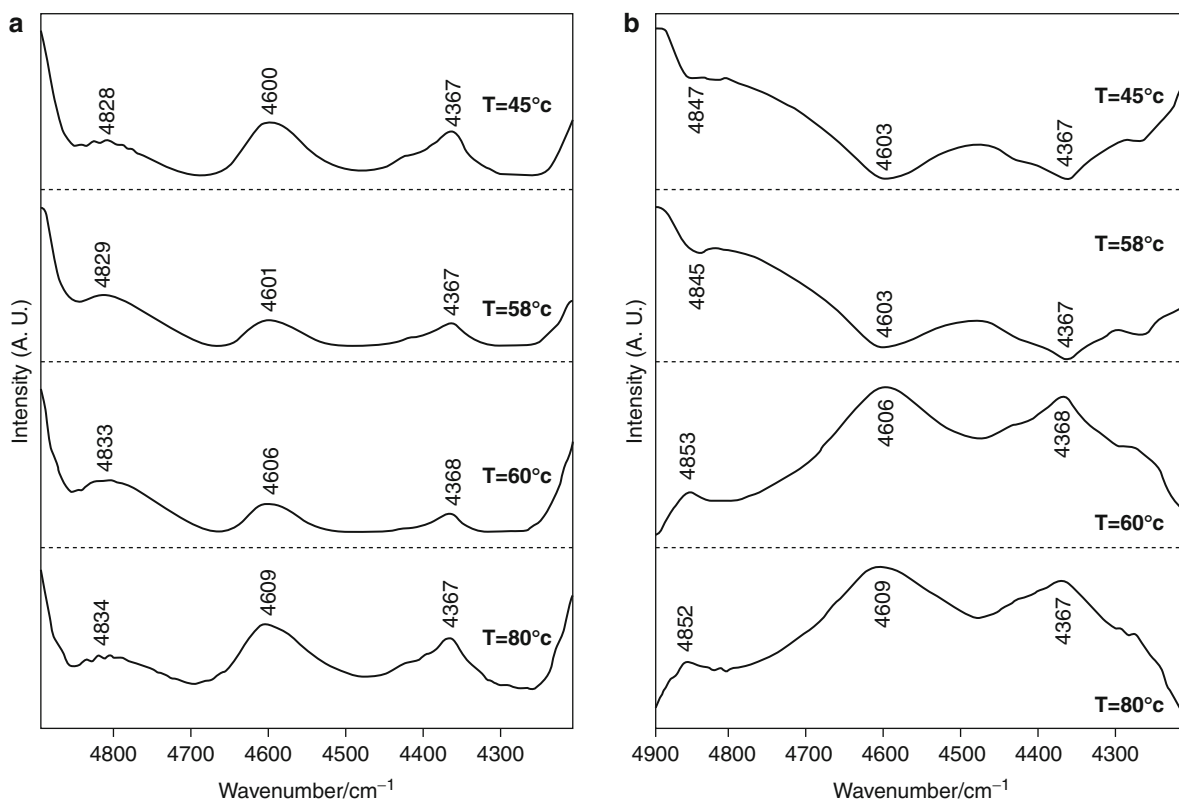 a
4828
4600
4367
T=45°c
4829
4601
4367
T=58°c
4833
4606
4368
T=60°c
4834
4609
4367
T=80°c
Intensity (A. U.)
4800 4700 4600 4500 4400 4300
Wavenumber/cm⁻¹
b
4847
4603
4367
T=45°c
4845
4603
4367
T=58°c
4853
4606
4368
T=60°c
4852
4609
4367
T=80°c
Intensity (A. U.)
4900 4800 4700 4600 4500 4400 4300
Wavenumber/cm⁻¹